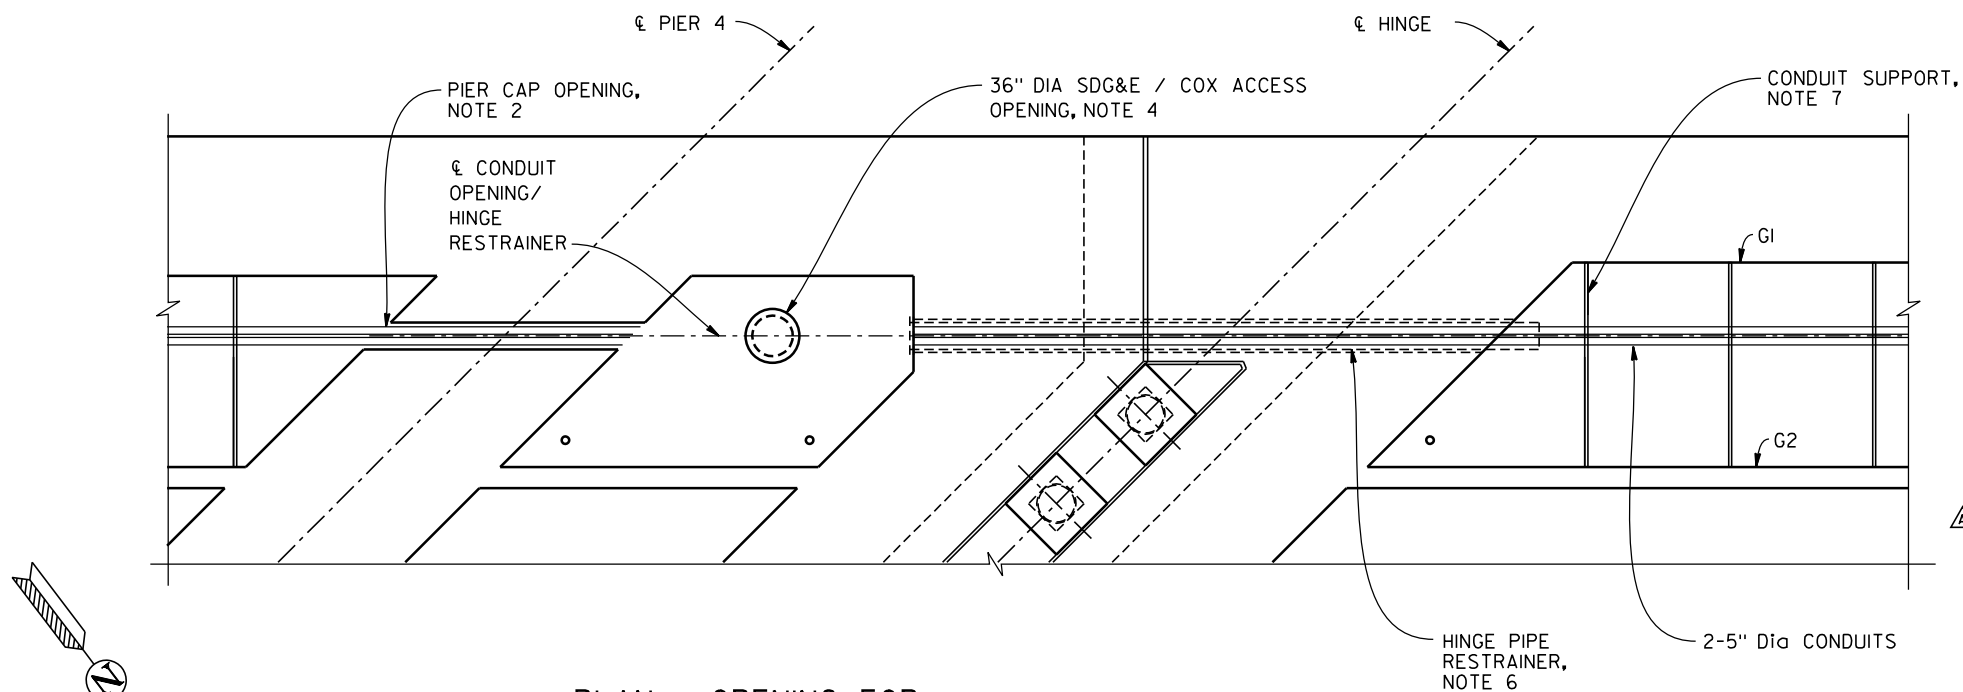 ℄ PIER 4
℄ HINGE
PIER CAP OPENING,
NOTE 2
36" DIA SDG&E / COX ACCESS
OPENING, NOTE 4
CONDUIT SUPPORT,
NOTE 7
℄ CONDUIT
OPENING/
HINGE
RESTRAINER
G1
G2
HINGE PIPE
RESTRAINER,
NOTE 6
2-5" Dia CONDUITS
N